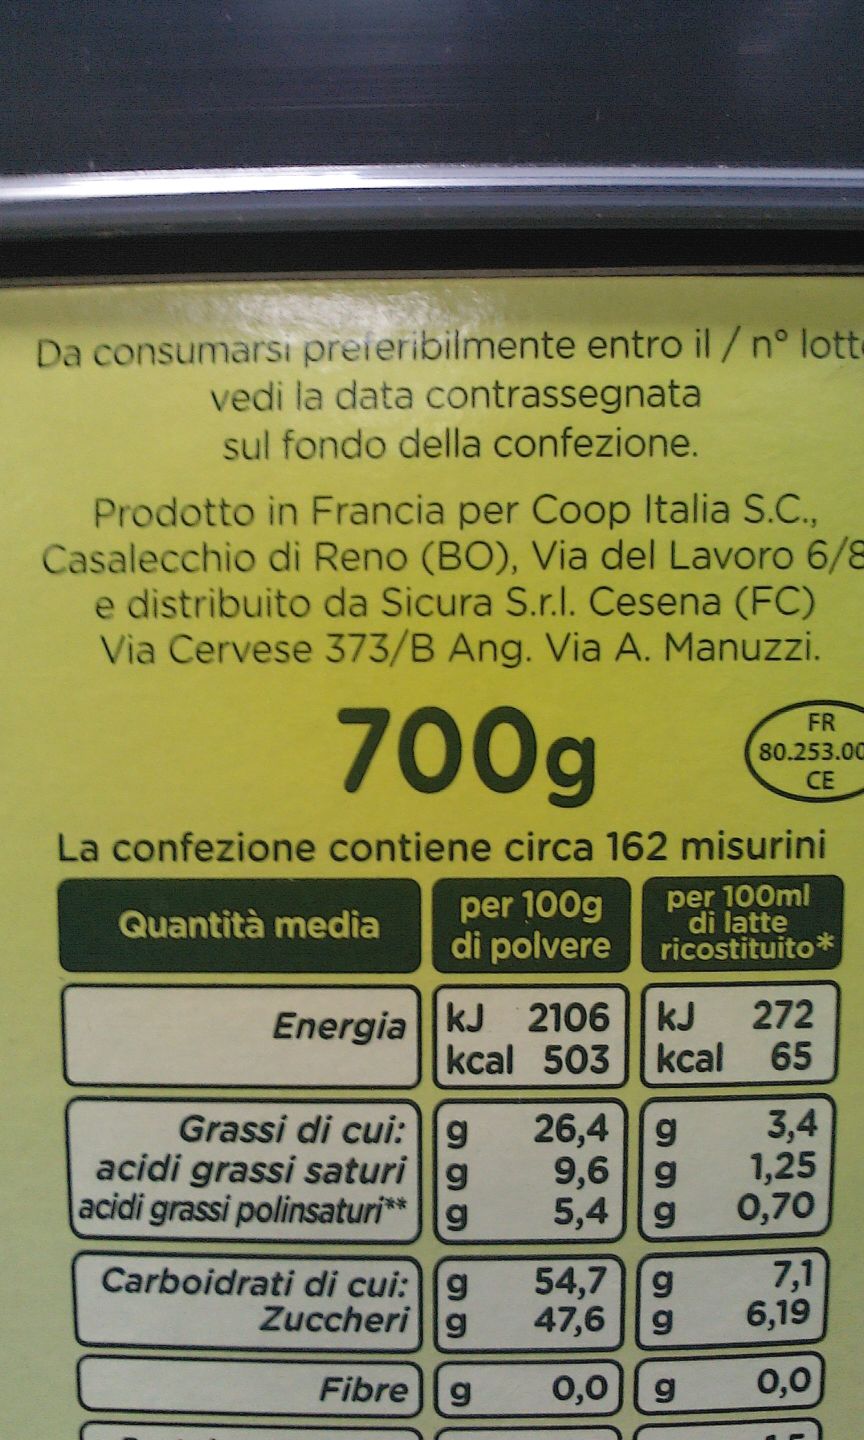 Da consumarsi preferibilmente entro il / n°
vedi la data contrassegnata
sul fondo della confezione.
Prodotto in Francia per Coop Italia S.C.,
Casalecchio di Reno (BO), Via del Lavoro 6/8
e distribuito da Sicura S.r.l. Cesena (FC)
Via Cervese 373/B Ang. Via A. Manuzzi.
700g
FR
80.253.00
CE
La confezione contiene circa 162 misurini
Quantità media per 100g di polvere per 100ml di latte ricostituito*
Energia kJ 2106 kJ 272
kcal 503 kcal 65
Grassi di cui: g 26,4 g 3,4
acidi grassi saturi g 9,6 g 1,25
acidi grassi polinsaturi** g 5,4 g 0,70
Carboidrati di cui: g 54,7 g 7,1
Zuccheri g 47,6 g 6,19
Fibre g 0,0 g 0,0